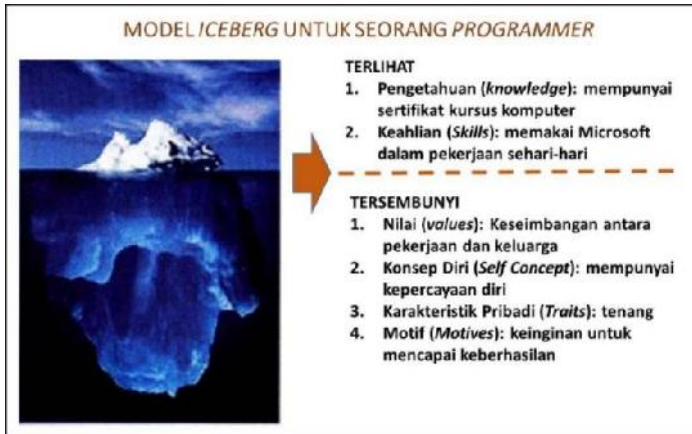 MODEL ICEBERG UNTUK SEORANG PROGRAMMER
TERLIHAT
1. Pengetahuan (knowledge): mempunyai
sertifikat kursus komputer
2. Keahlian (Skills): memakai Microsoft
dalam pekerjaan sehari-hari
TERSEMBUNYI
1. Nilai (values): Keseimbangan antara
pekerjaan dan keluarga
2. Konsep Diri (Self Concept): mempunyai
kepercayaan diri
3. Karakteristik Pribadi (Traits): tenang
4. Motif (Motives): keinginan untuk
mencapai keberhasilan